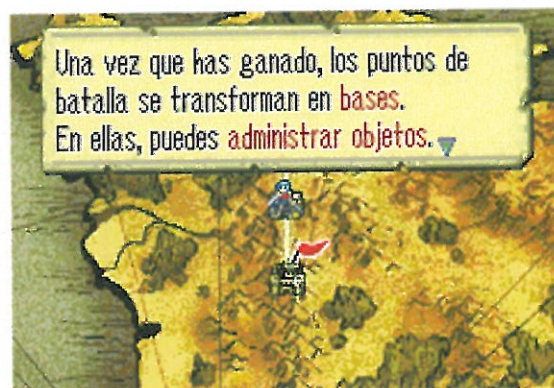 Una vez que has ganado, los puntos de
batalla se transforman en bases.
En ellas, puedes administrar objetos.